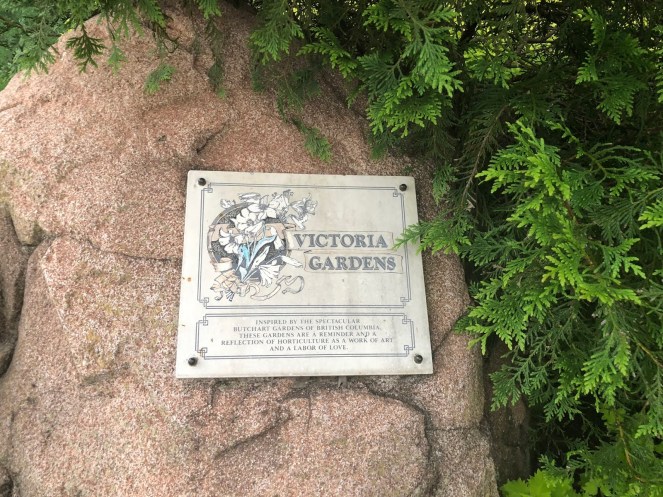 VICTORIA
GARDENS
INSPIRED BY THE SPECTACULAR
BUTCHART GARDENS OF BRITISH COLUMBIA,
THESE GARDENS ARE A REMINDER AND A
REFLECTION OF HORTICULTURE AS A WORK OF ART
AND A LABOR OF LOVE.